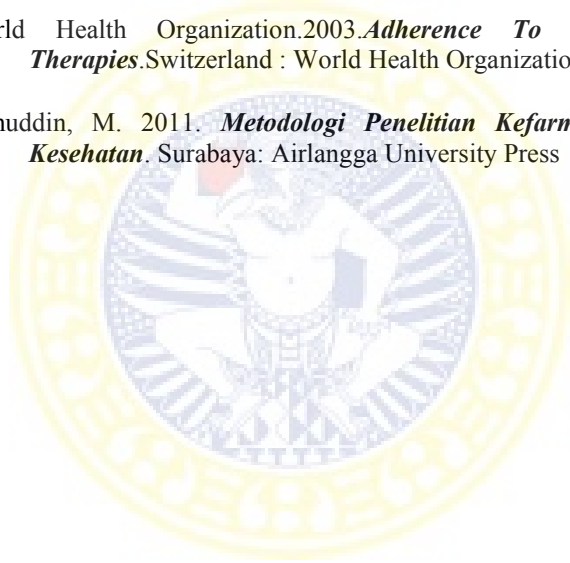 rld Health Organization.2003.Adherence To
Therapies.Switzerland : World Health Organizatio
nuddin, M. 2011. Metodologi Penelitian Kefarm
Kesehatan. Surabaya: Airlangga University Press